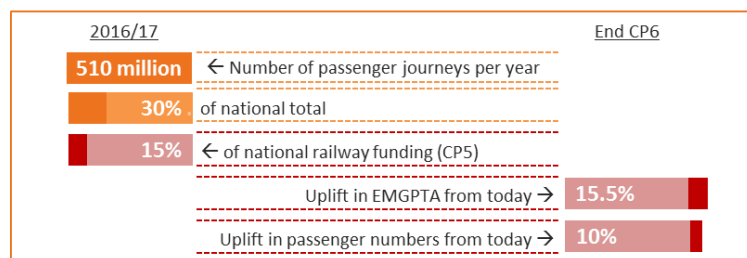 2016/17 End CP6
510 million ← Number of passenger journeys per year
30% of national total
15% ← of national railway funding (CP5)
Uplift in EMGPTA from today → 15.5%
Uplift in passenger numbers from today → 10%